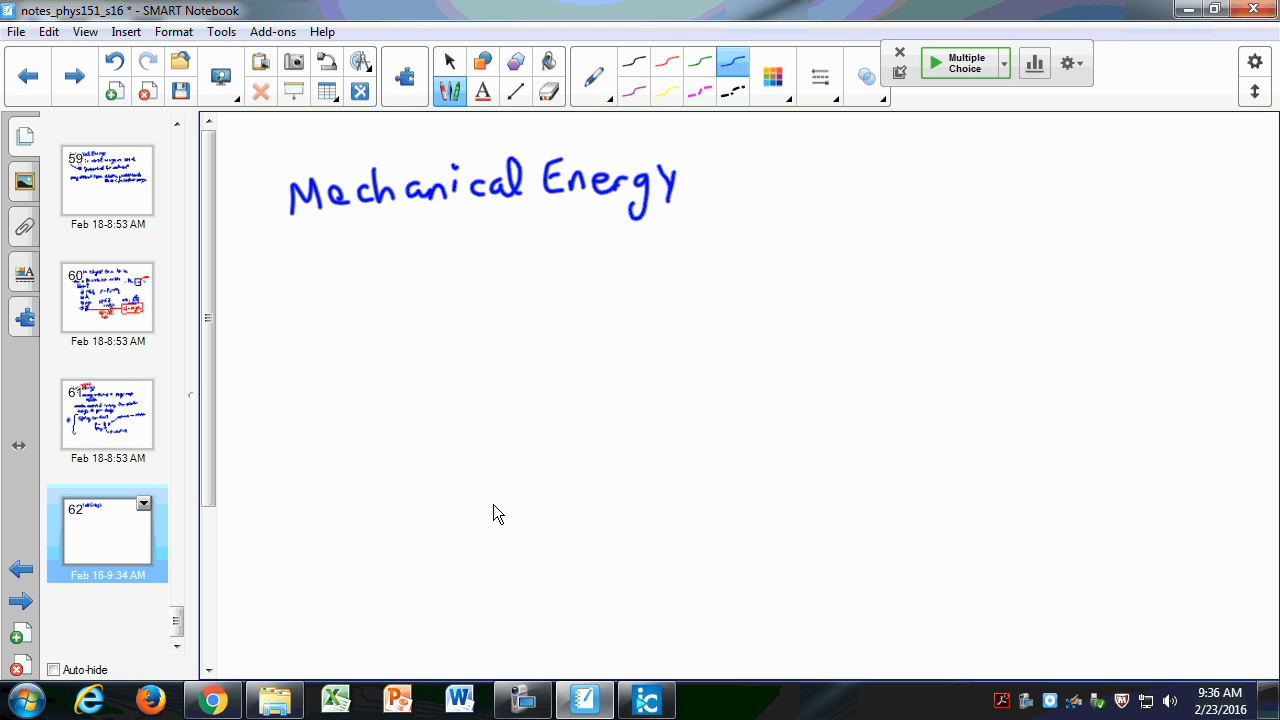 notes_phys151_s16 * - SMART Notebook
File Edit View Insert Format Tools Add-ons Help
Multiple
Choice
Mechanical Energy
59
Feb 18-8:53 AM
60
Feb 18-8:53 AM
61
Feb 18-8:53 AM
62
Feb 16-9:34 AM
Auto-hide
9:36 AM
2/23/2016